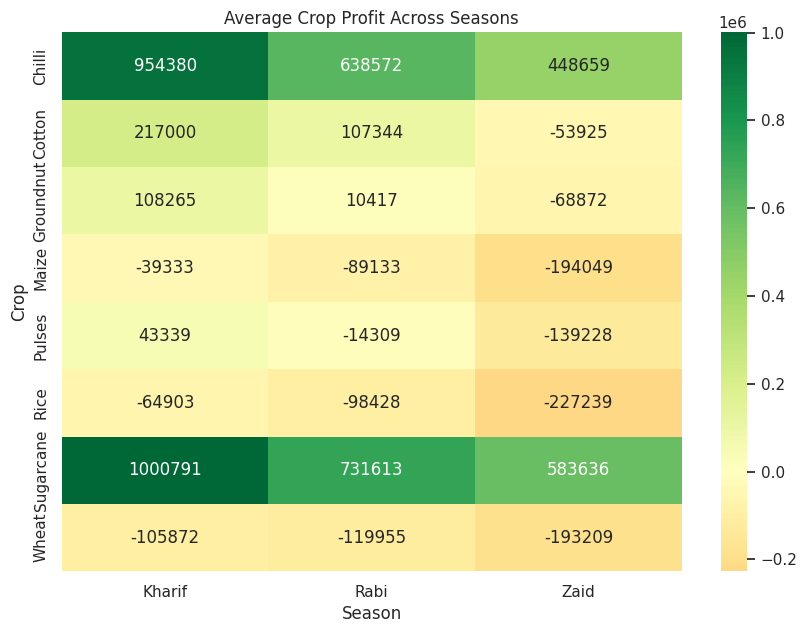 Average Crop Profit Across Seasons
1e6
Chilli 954380 638572 448659
Cotton 217000 107344 -53925
Groundnut 108265 10417 -68872
Maize -39333 -89133 -194049
Pulses 43339 -14309 -139228
Rice -64903 -98428 -227239
Sugarcane 1000791 731613 583636
Wheat -105872 -119955 -193209
Crop
Kharif Rabi Zaid
Season
1.0
0.8
0.6
0.4
0.2
0.0
−0.2